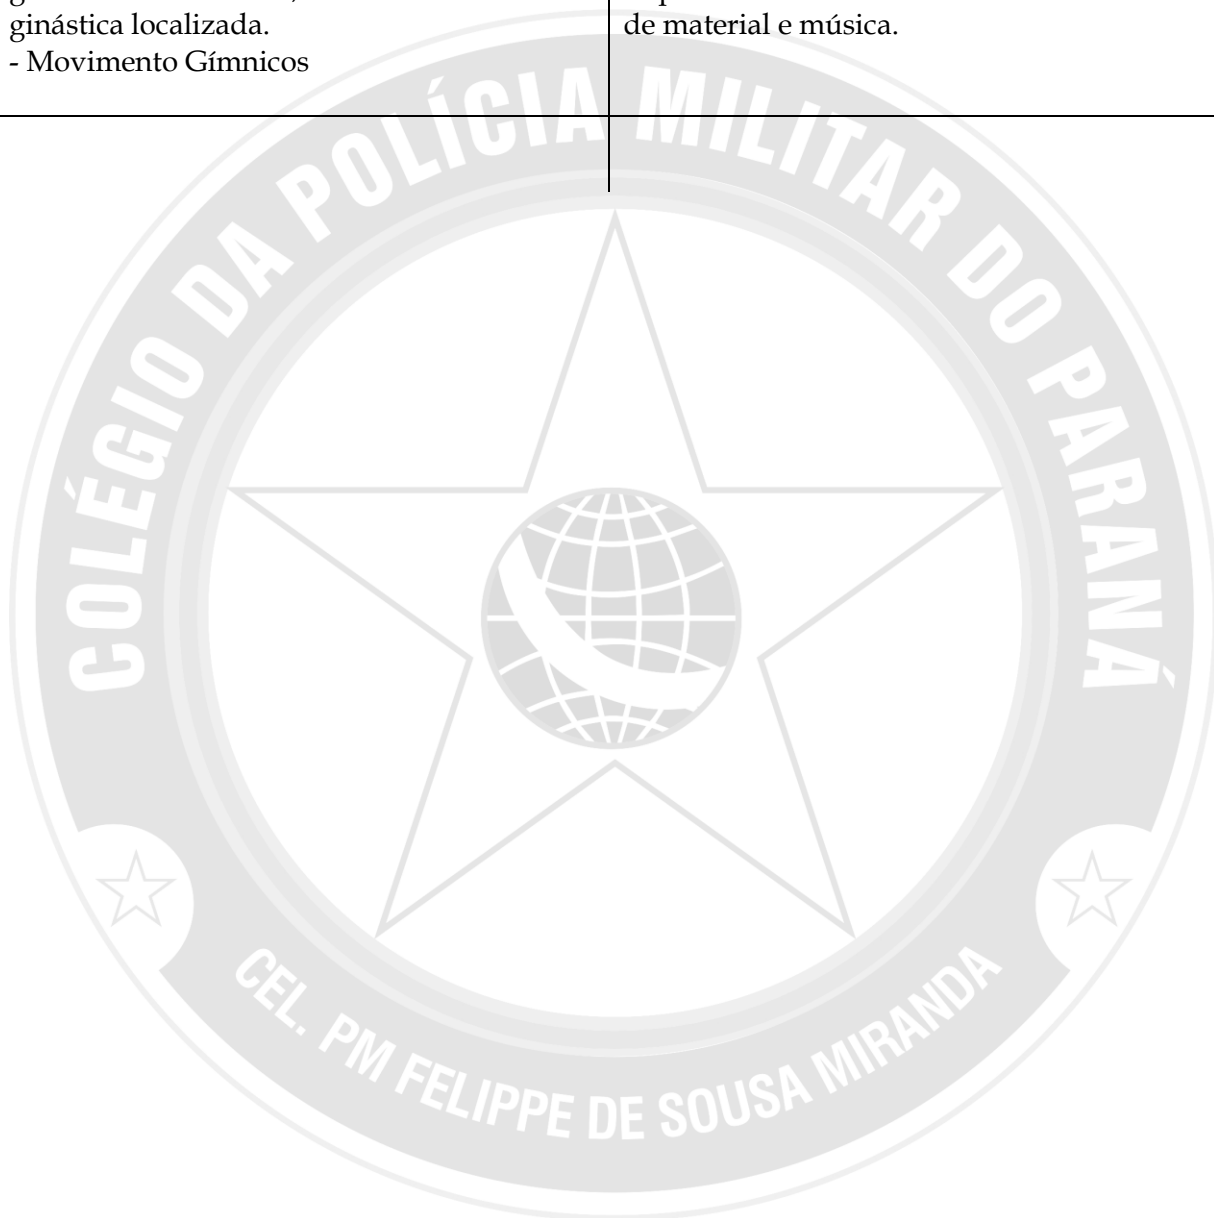 ginástica localizada.
- Movimento Gímnicos
de material e música.
COLÉGIO DA POLÍCIA MILITAR DO PARANÁ
CEL. PM FELIPPE DE SOUSA MIRANDA